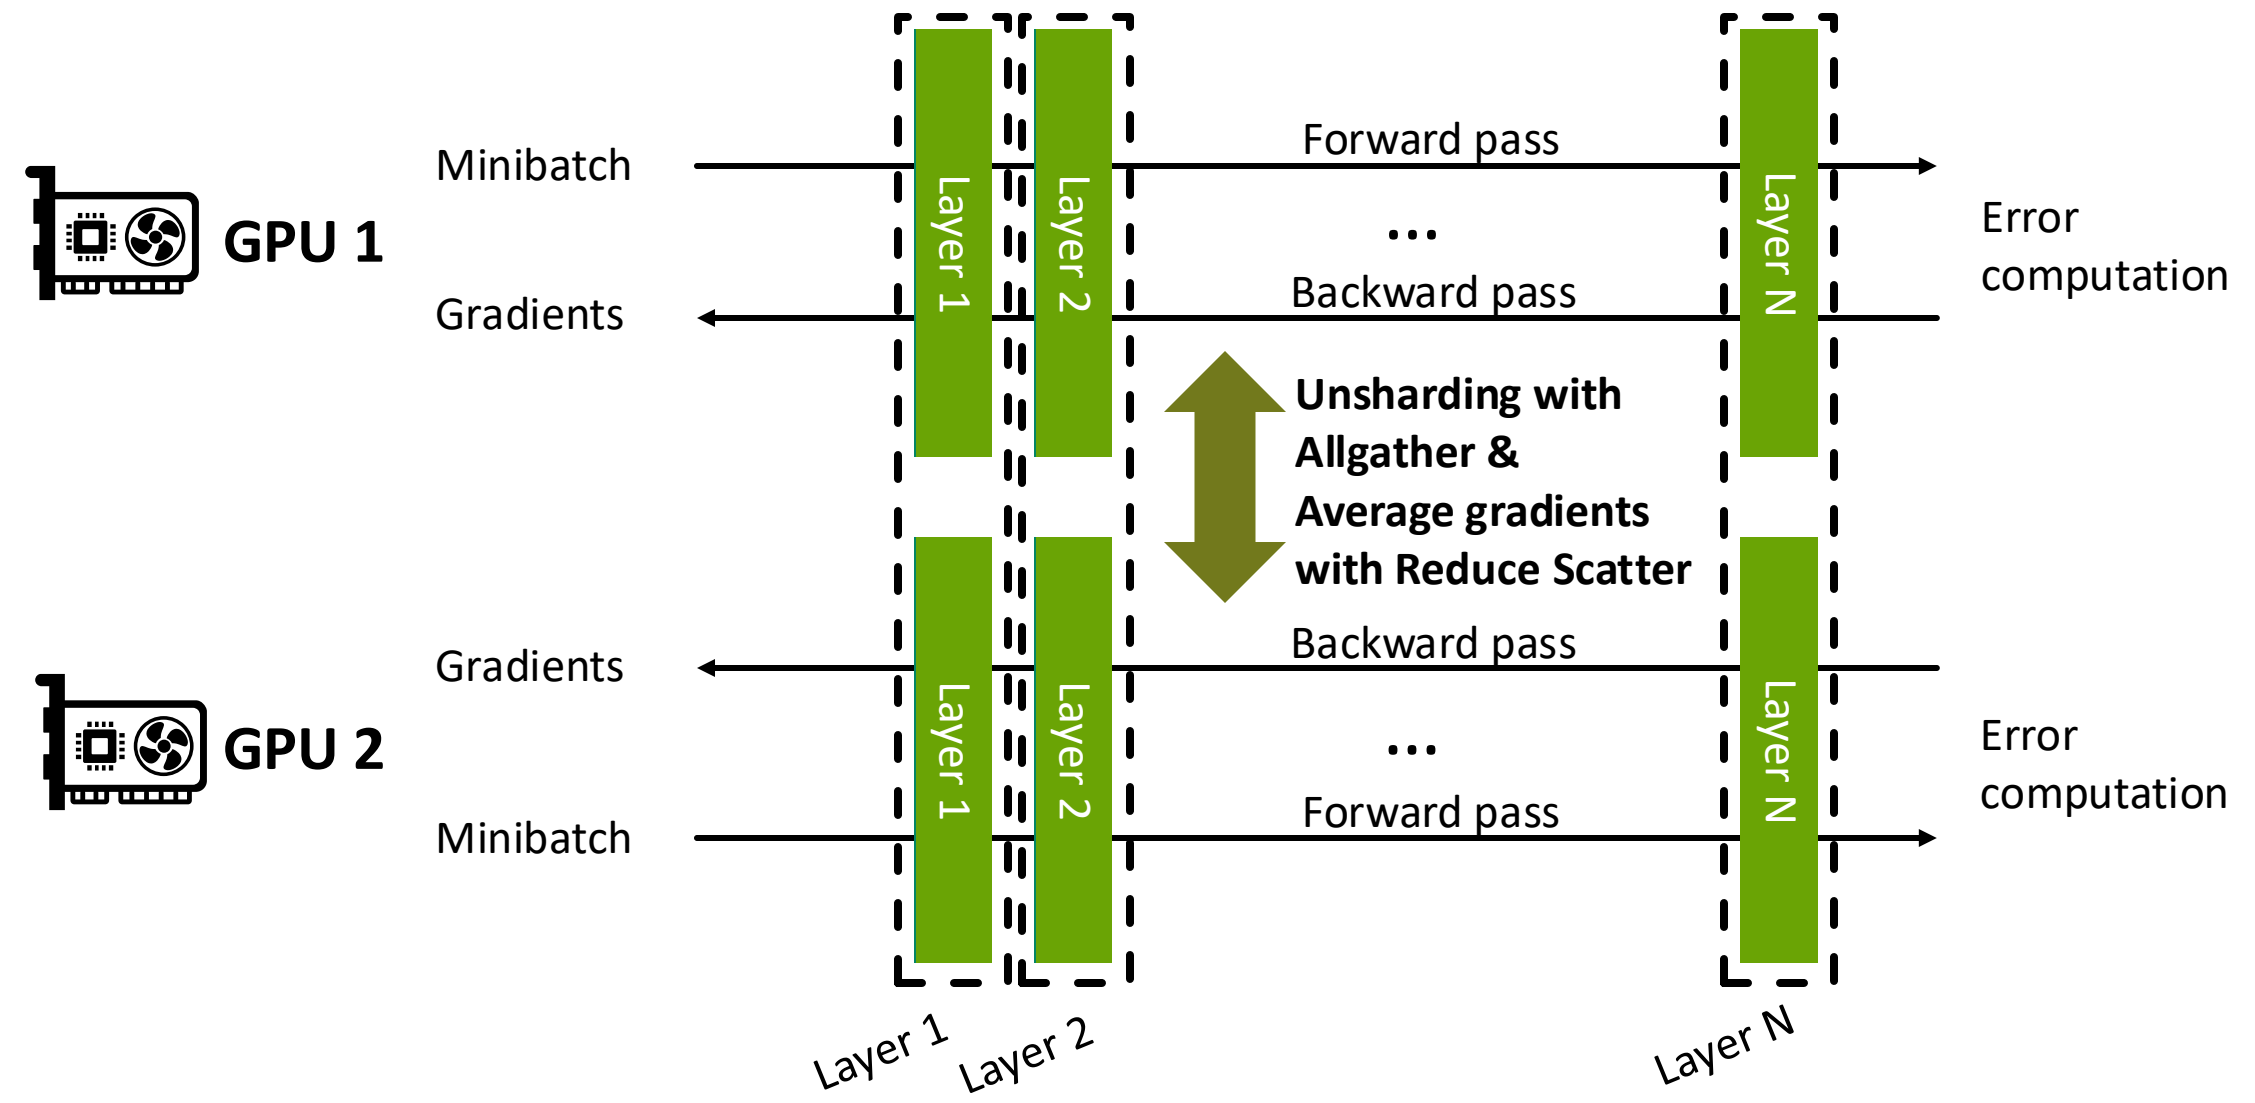 Forward pass
Minibatch
GPU 1
Layer 1
Layer 2
...
Layer N
Error
computation
Backward pass
Gradients
Unsharding with
Allgather &
Average gradients
with Reduce Scatter
Backward pass
Gradients
GPU 2
Layer 1
Layer 2
...
Layer N
Error
computation
Forward pass
Minibatch
Layer 1
Layer 2
Layer N